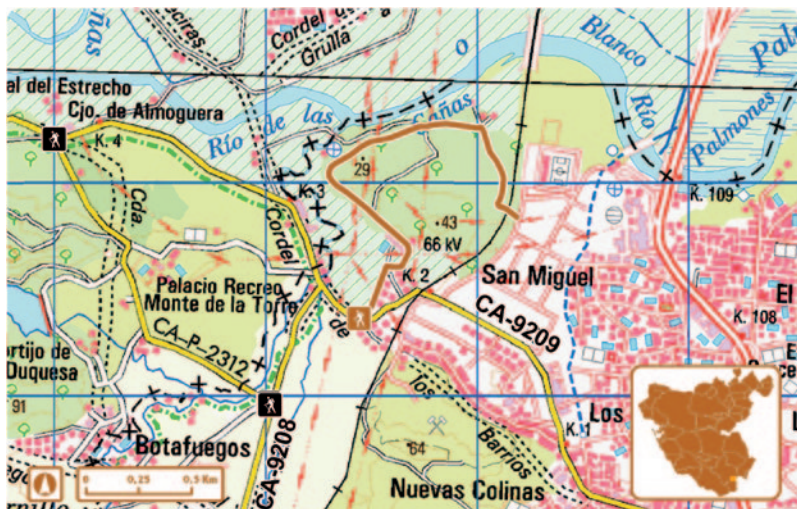 Cordel de
Grulla
o
Blanco
Río
Palmones
al del Estrecho
Cjo. de Almoguera
Río de las Cañas
K. 4
K. 3
29
43
66 kV
K. 2
K. 109
Cda
Cordel
de
los
Barrios
San Miguel
CA-9209
Palacio Recreo
Monte de la Torre
CA-P-2312
K. 108
El
ortijo de
Duquesa
91
Botafuegos
CA-9208
64
Nuevas Colinas
Los
K. 1
0 0,25 0,5 Km